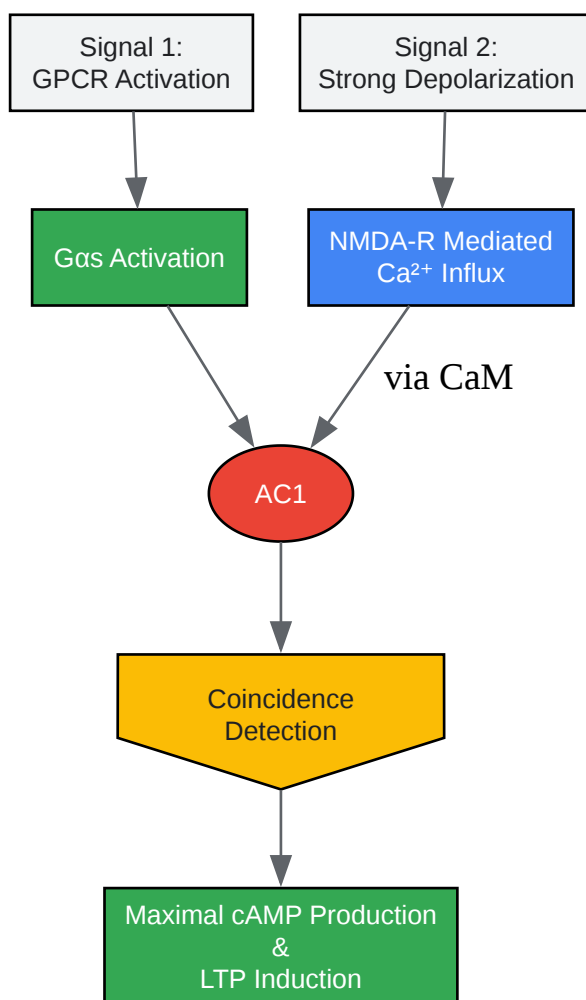 Signal 1:
GPCR Activation
Signal 2:
Strong Depolarization
Gαs Activation
NMDA-R Mediated
Ca²⁺ Influx
via CaM
AC1
Coincidence
Detection
Maximal cAMP Production
&
LTP Induction